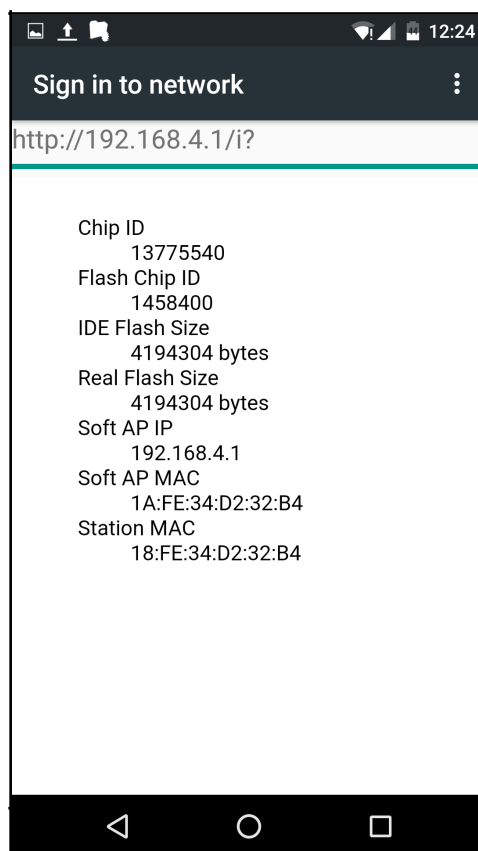 12:24
Sign in to network
http://192.168.4.1/i?
Chip ID
13775540
Flash Chip ID
1458400
IDE Flash Size
4194304 bytes
Real Flash Size
4194304 bytes
Soft AP IP
192.168.4.1
Soft AP MAC
1A:FE:34:D2:32:B4
Station MAC
18:FE:34:D2:32:B4